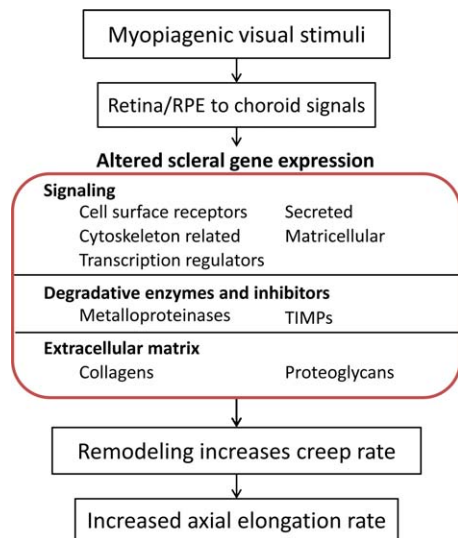 Myopiagenic visual stimuli
Retina/RPE to choroid signals
Altered scleral gene expression
Signaling
Cell surface receptors Secreted
Cytoskeleton related Matricellular
Transcription regulators
Degradative enzymes and inhibitors
Metalloproteinases TIMPs
Extracellular matrix
Collagens Proteoglycans
Remodeling increases creep rate
Increased axial elongation rate